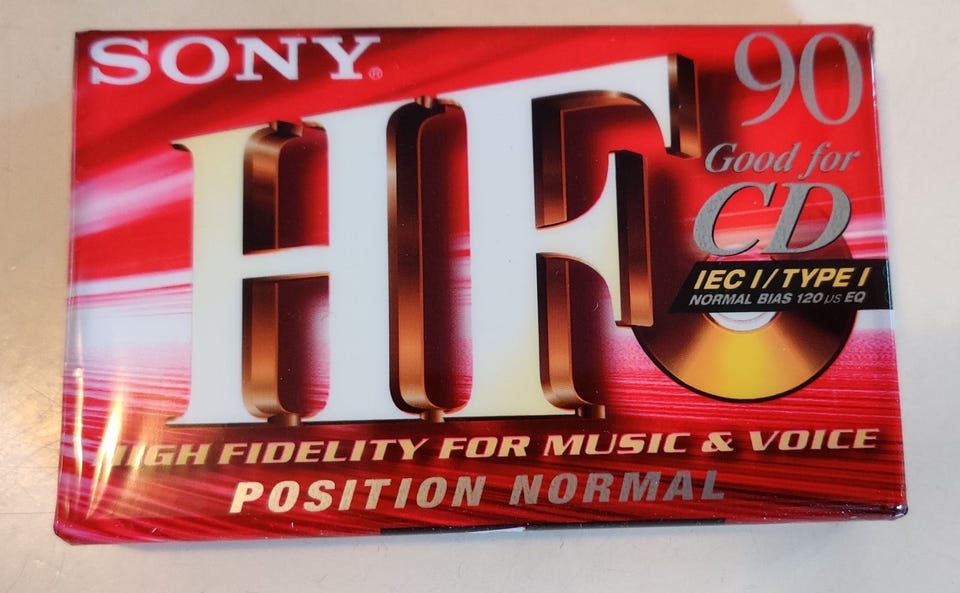 SONY®
90
HF
Good for
CD
IEC I / TYPE I
NORMAL BIAS 120 µS EQ
HIGH FIDELITY FOR MUSIC & VOICE
POSITION NORMAL